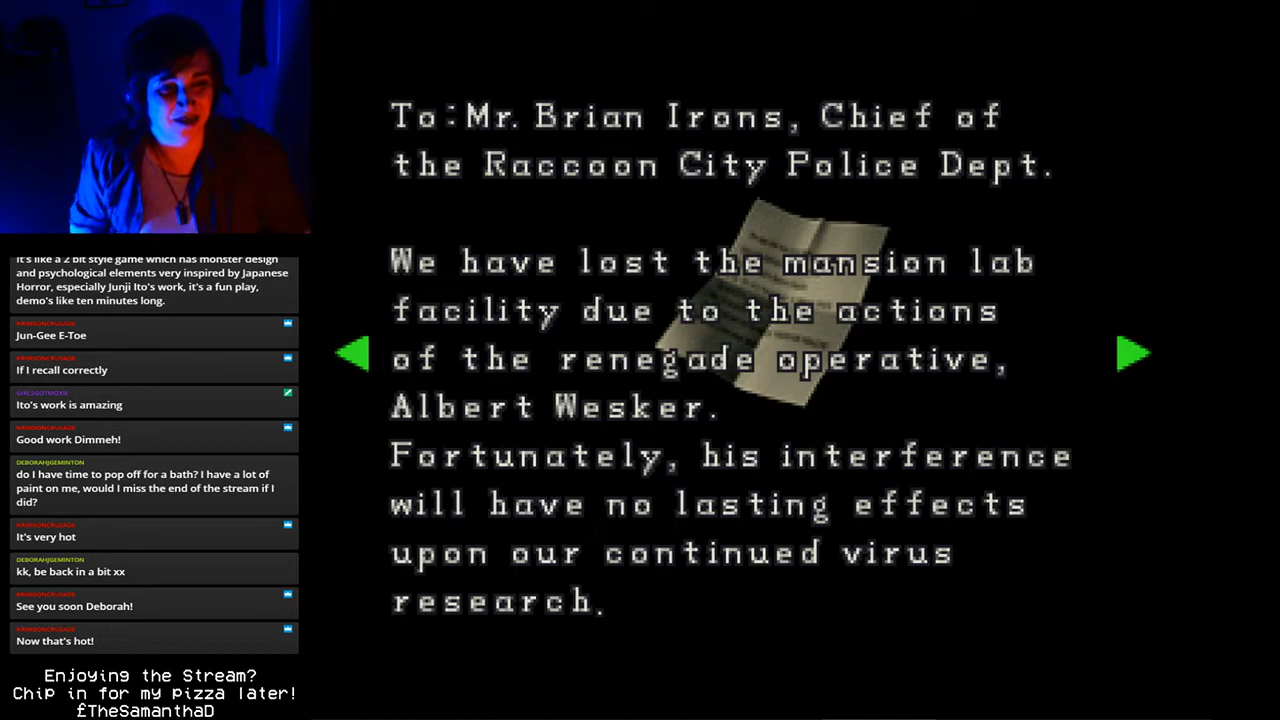 It's like a 2 bit style game which has monster design
and psychological elements very inspired by Japanese
Horror, especially Junji Ito's work, it's a fun play,
demo's like ten minutes long.
Jun-Gee E-Toe
If I recall correctly
GIRLSGOTMOXIE
Ito's work is amazing
Good work Dimmeh!
DEBORAHJGEMINTON
do I have time to pop off for a bath? I have a lot of
paint on me, would I miss the end of the stream if I
did?
It's very hot
DEBORAHJGEMINTON
kk, be back in a bit xx
See you soon Deborah!
Now that's hot!
Enjoying the Stream?
Chip in for my pizza later!
£TheSamanthaD
To:Mr. Brian Irons, Chief of
the Raccoon City Police Dept.
We have lost the mansion lab
facility due to the actions
of the renegade operative,
Albert Wesker.
Fortunately, his interference
will have no lasting effects
upon our continued virus
research.